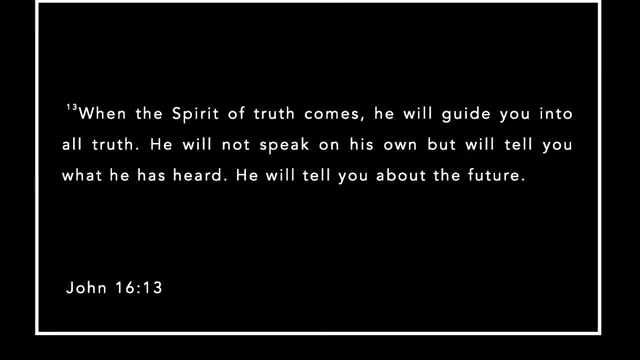 ¹³When the Spirit of truth comes, he will guide you into
all truth. He will not speak on his own but will tell you
what he has heard. He will tell you about the future.
John 16:13